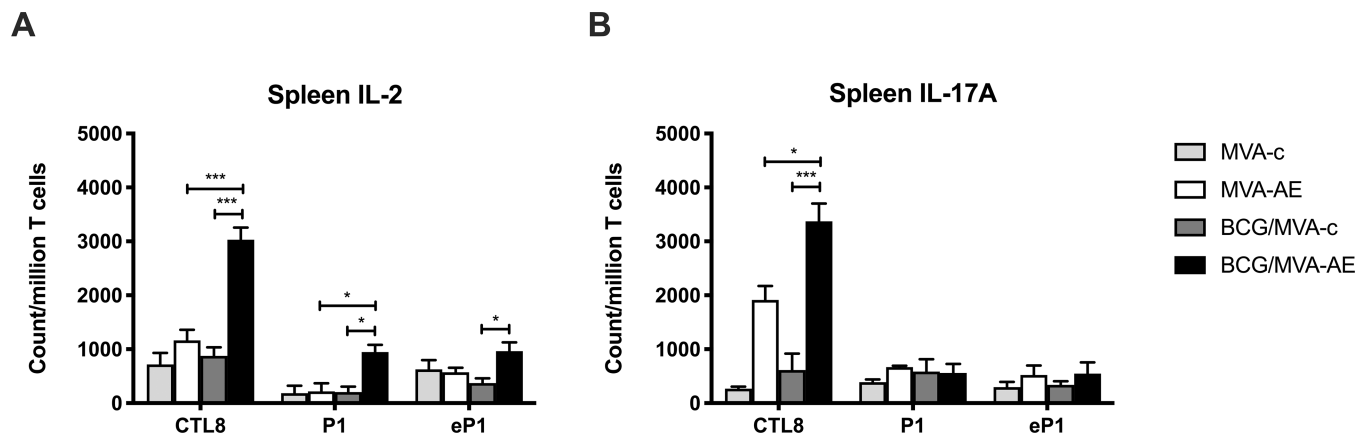 A
B
Spleen IL-2
Spleen IL-17A
Count/million T cells
5000
4000
3000
2000
1000
0
***
***
*
*
*
CTL8
P1
eP1
Count/million T cells
5000
4000
3000
2000
1000
0
*
***
CTL8
P1
eP1
MVA-c
MVA-AE
BCG/MVA-c
BCG/MVA-AE